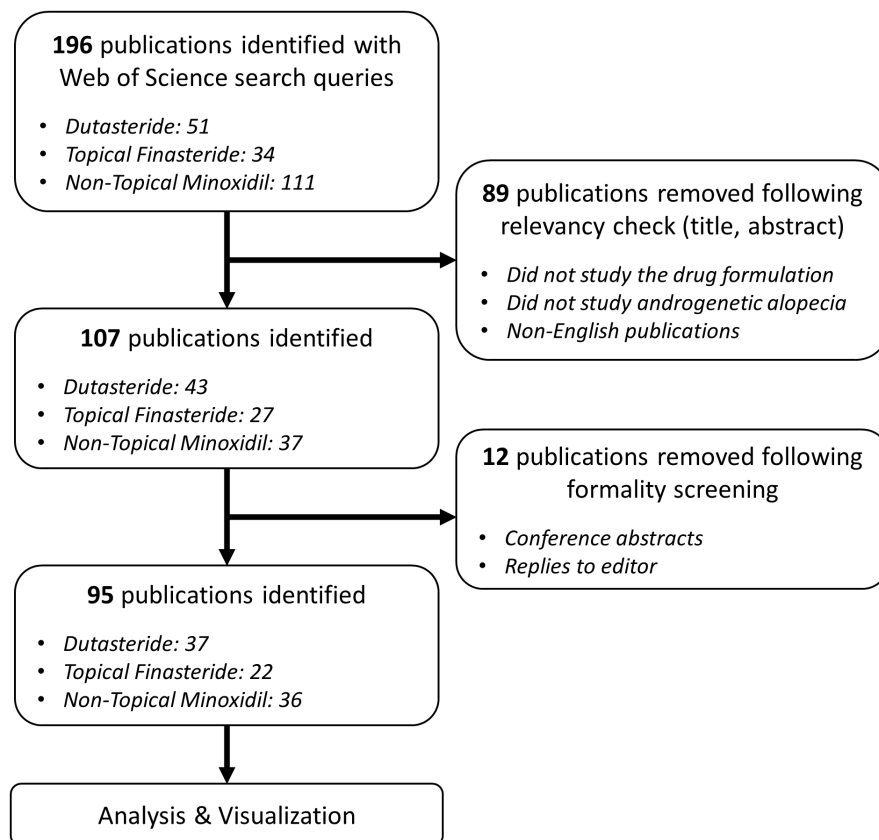 196 publications identified with
Web of Science search queries
• Dutasteride: 51
• Topical Finasteride: 34
• Non-Topical Minoxidil: 111
89 publications removed following
relevancy check (title, abstract)
• Did not study the drug formulation
• Did not study androgenetic alopecia
• Non-English publications
107 publications identified
• Dutasteride: 43
• Topical Finasteride: 27
• Non-Topical Minoxidil: 37
12 publications removed following
formality screening
• Conference abstracts
• Replies to editor
95 publications identified
• Dutasteride: 37
• Topical Finasteride: 22
• Non-Topical Minoxidil: 36
Analysis & Visualization